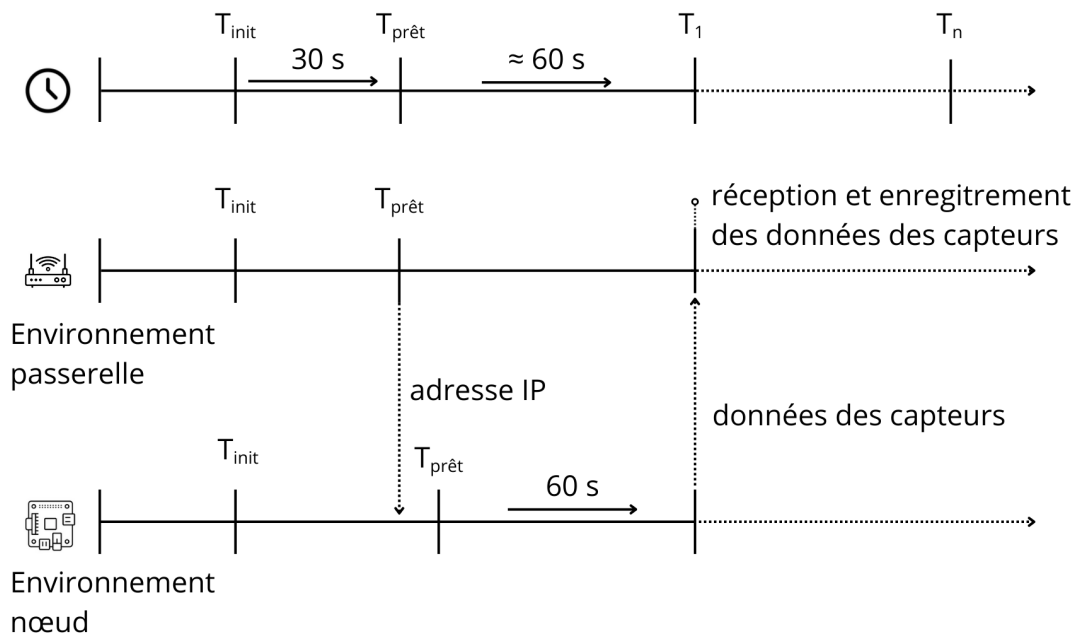 T_init T_prêt T_1 T_n
30 s ≈ 60 s
T_init T_prêt
réception et enregitrement
des données des capteurs
Environnement
passerelle
adresse IP
données des capteurs
T_init
T_prêt
60 s
Environnement
nœud